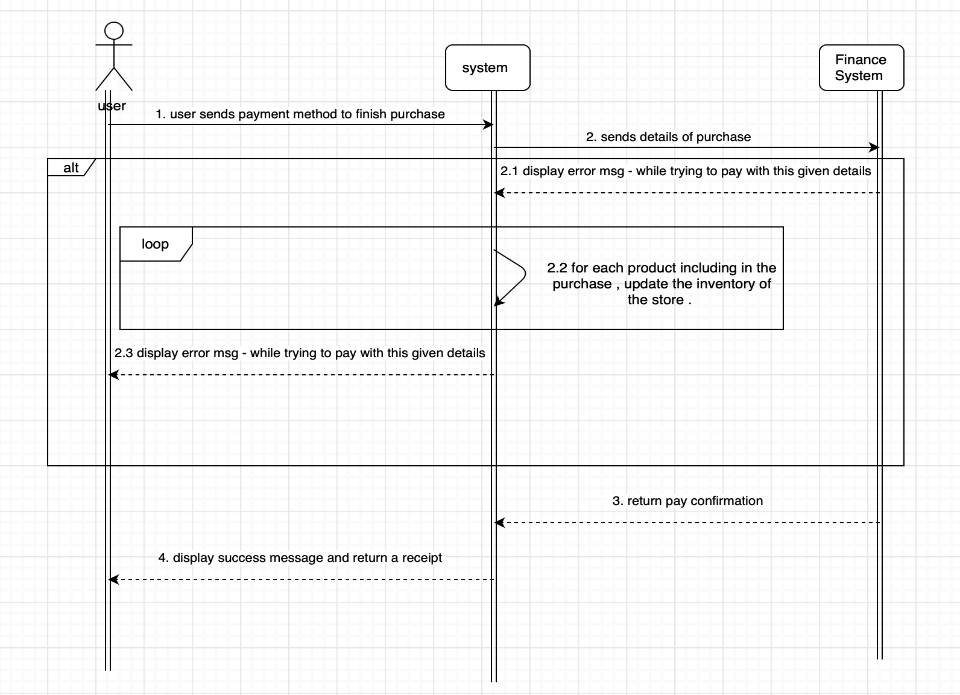 system
Finance
System
user
1. user sends payment method to finish purchase
2. sends details of purchase
alt
2.1 display error msg - while trying to pay with this given details
loop
2.2 for each product including in the
purchase , update the inventory of
the store .
2.3 display error msg - while trying to pay with this given details
3. return pay confirmation
4. display success message and return a receipt